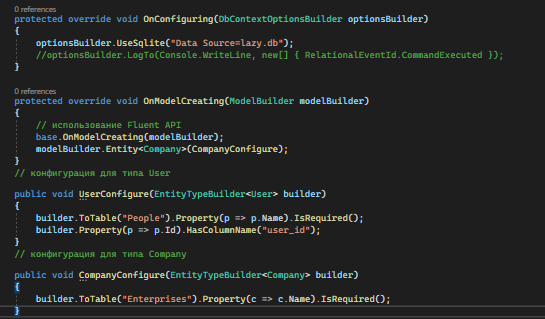 0 references
protected override void OnConfiguring(DbContextOptionsBuilder optionsBuilder)
{
optionsBuilder.UseSqlite("Data Source=lazy.db");
//optionsBuilder.LogTo(Console.WriteLine, new[] { RelationalEventId.CommandExecuted });
}
0 references
protected override void OnModelCreating(ModelBuilder modelBuilder)
{
// использование Fluent API
base.OnModelCreating(modelBuilder);
modelBuilder.Entity<Company>(CompanyConfigure);
}
// конфигурация для типа User
public void UserConfigure(EntityTypeBuilder<User> builder)
{
builder.ToTable("People").Property(p => p.Name).IsRequired();
builder.Property(p => p.Id).HasColumnName("user_id");
}
// конфигурация для типа Company
public void CompanyConfigure(EntityTypeBuilder<Company> builder)
{
builder.ToTable("Enterprises").Property(c => c.Name).IsRequired();
}